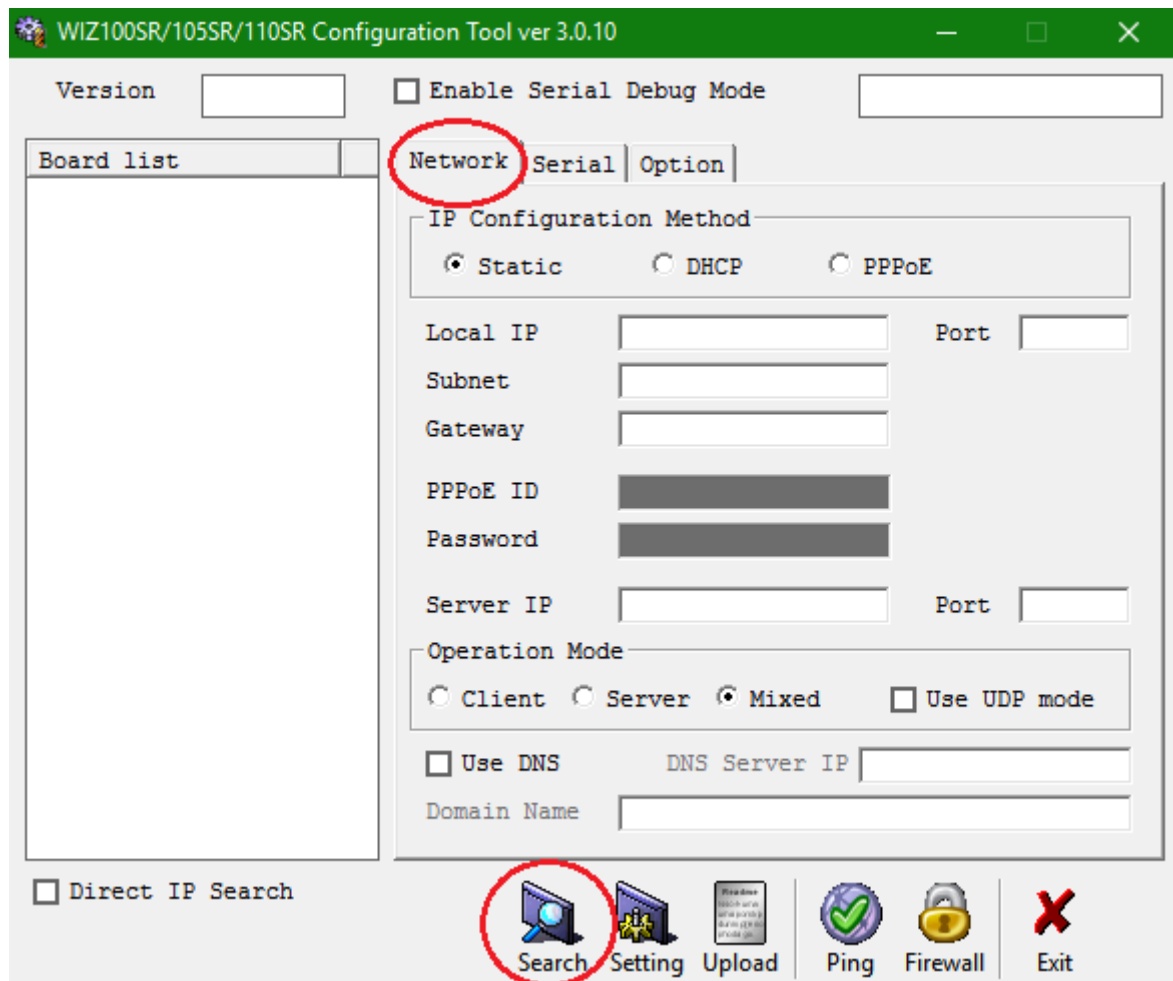 WIZ100SR/105SR/110SR Configuration Tool ver 3.0.10
Version
Enable Serial Debug Mode
Board list
Network Serial Option
IP Configuration Method
Static DHCP PPPoE
Local IP Port
Subnet
Gateway
PPPoE ID
Password
Server IP Port
Operation Mode
Client Server Mixed Use UDP mode
Use DNS DNS Server IP
Domain Name
Direct IP Search
Readme
Search Setting Upload Ping Firewall Exit